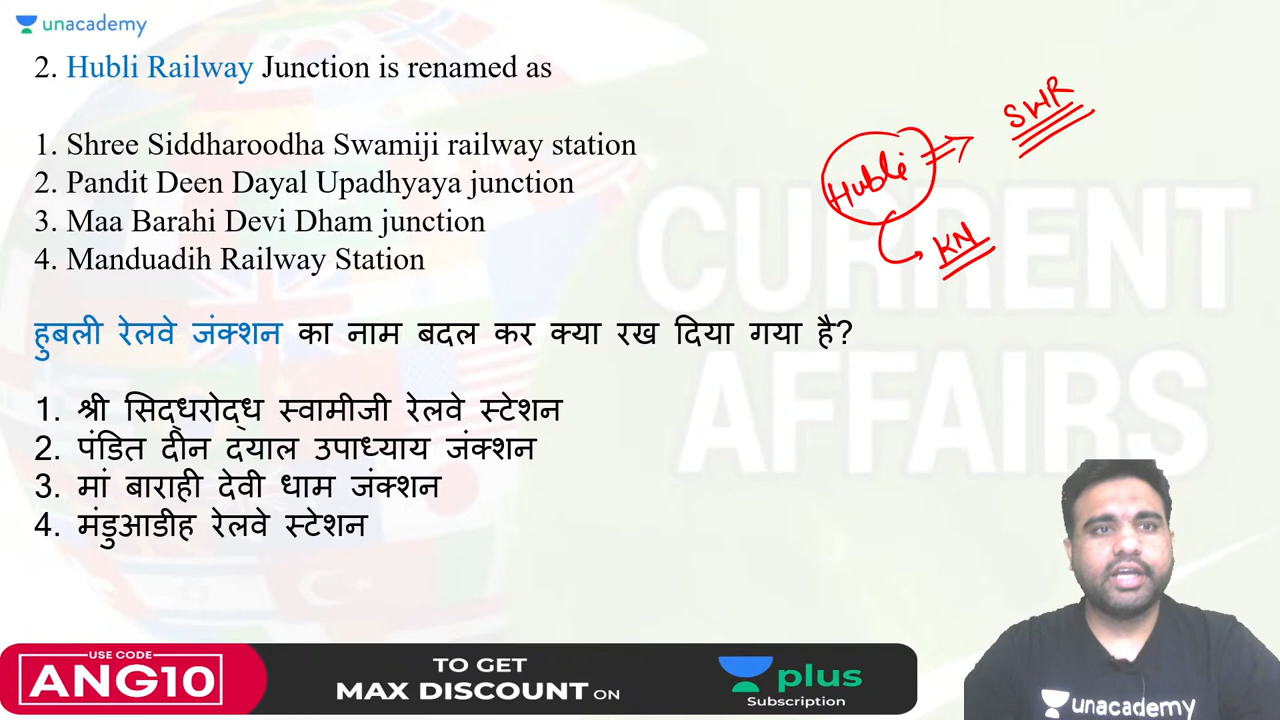 unacademy
2. Hubli Railway Junction is renamed as
1. Shree Siddharoodha Swamiji railway station
2. Pandit Deen Dayal Upadhyaya junction
3. Maa Barahi Devi Dham junction
4. Manduadih Railway Station
Hubli
SWR
KN
CURRENT
AFFAIRS
हुबली रेलवे जंक्शन का नाम बदल कर क्या रख दिया गया है?
1. श्री सिद्धरोद्ध स्वामीजी रेलवे स्टेशन
2. पंडित दीन दयाल उपाध्याय जंक्शन
3. मां बाराही देवी धाम जंक्शन
4. मंडुआडीह रेलवे स्टेशन
USE CODE
ANG10
TO GET
MAX DISCOUNT ON
plus
Subscription
unacademy